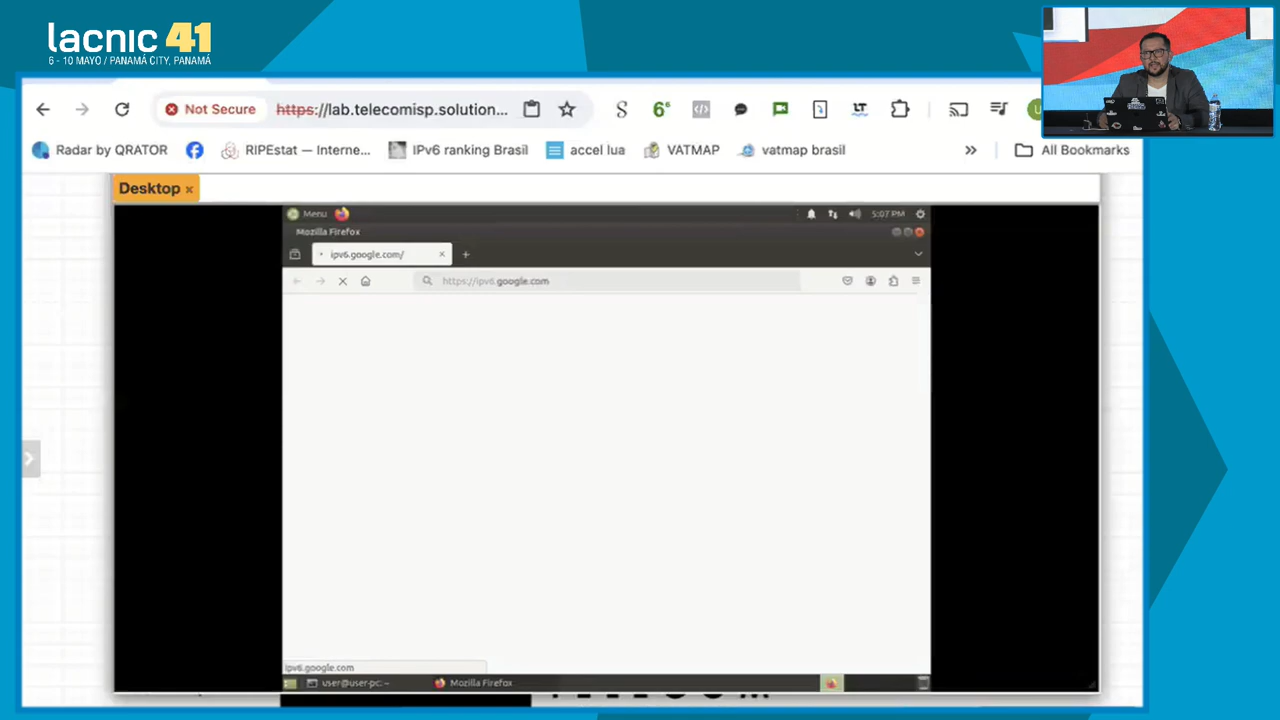 lacnic 41
6 - 10 MAYO / PANAMÁ CITY, PANAMÁ
Not Secure https://lab.telecomisp.solution...
Radar by QRATOR RIPEstat — Interne... IPv6 ranking Brasil accel lua VATMAP vatmap brasil » All Bookmarks
Desktop ×
Menu 5:07 PM
Mozilla Firefox
ipv6.google.com/
https://ipv6.google.com
ipv6.google.com
user@user-pc: ~ Mozilla Firefox